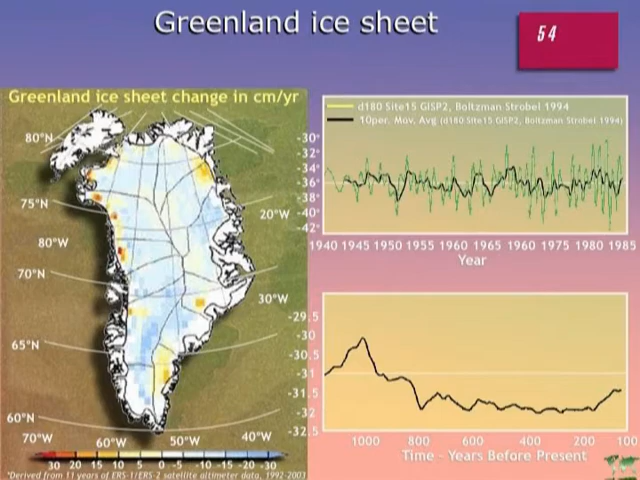 Greenland ice sheet
54
Greenland ice sheet change in cm/yr
80°N
75°N
80°W
70°N
65°N
60°N
70°W
60°W
50°W
40°W
20°W
30°W
30 20 15 10 5 0 -5 -10 -15 -20 -30
*Derived from 11 years of ERS-1/ERS-2 satellite altimeter data, 1992-2003
d180 Site15 GISP2, Boltzman Strobel 1994
10per. Mov. Avg (d180 Site15 GISP2, Boltzman Strobel 1994)
-30°
-32°
-34°
-36°
-38°
-40°
-42°
1940 1945 1950 1955 1960 1965 1960 1975 1980 1985
Year
-29.5
-30
-30.5
-31
-31.5
-32
-32.5
1000 800 600 400 200 100
Time - Years Before Present